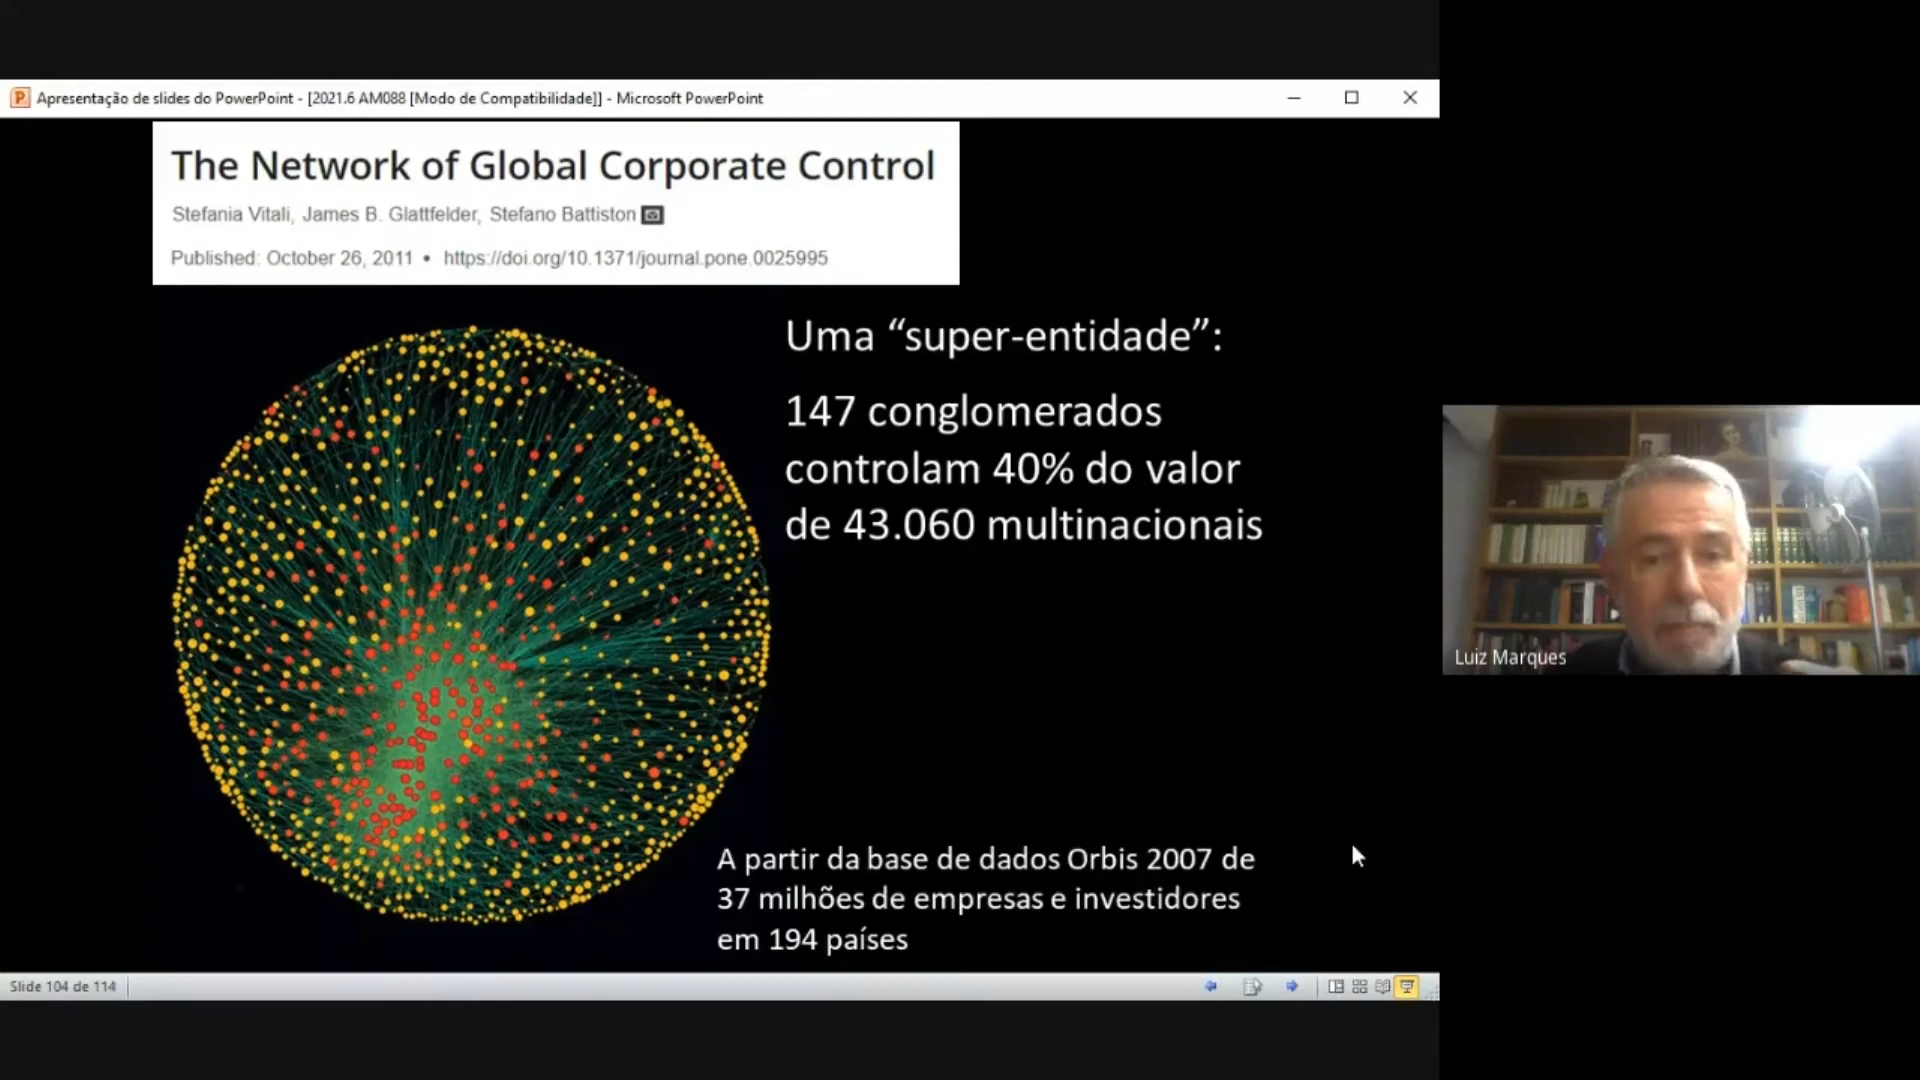 Apresentação de slides do PowerPoint - [2021.6 AM088 [Modo de Compatibilidade]] - Microsoft PowerPoint
The Network of Global Corporate Control
Stefania Vitali, James B. Glattfelder, Stefano Battiston
Published: October 26, 2011 • https://doi.org/10.1371/journal.pone.0025995
Uma “super-entidade”:
147 conglomerados
controlam 40% do valor
de 43.060 multinacionais
A partir da base de dados Orbis 2007 de
37 milhões de empresas e investidores
em 194 países
Luiz Marques
Slide 104 de 114